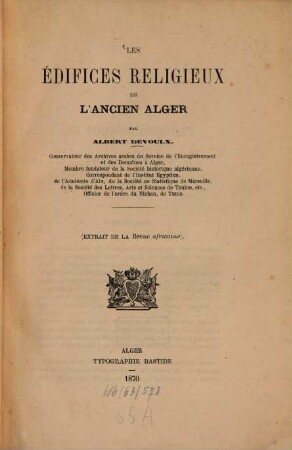 LES
ÉDIFICES RELIGIEUX
DE
L'ANCIEN ALGER
PAR
ALBERT DEVOULX.
Conservateur des Archives arabes du Service de l'Enregistrement
et des Domaines à Alger,
Membre fondateur de la Société historique algérienne,
Correspondant de l'Institut Egyptien,
de l'Académie d'Aix, de la Société de Statistique de Marseille,
de la Société des Lettres, Arts et Sciences de Toulon, etc.,
Officier de l'ordre du Nichan, de Tunis.
(EXTRAIT DE LA Revue africaine).
ALGER
TYPOGRAPHIE BASTIDE
1870